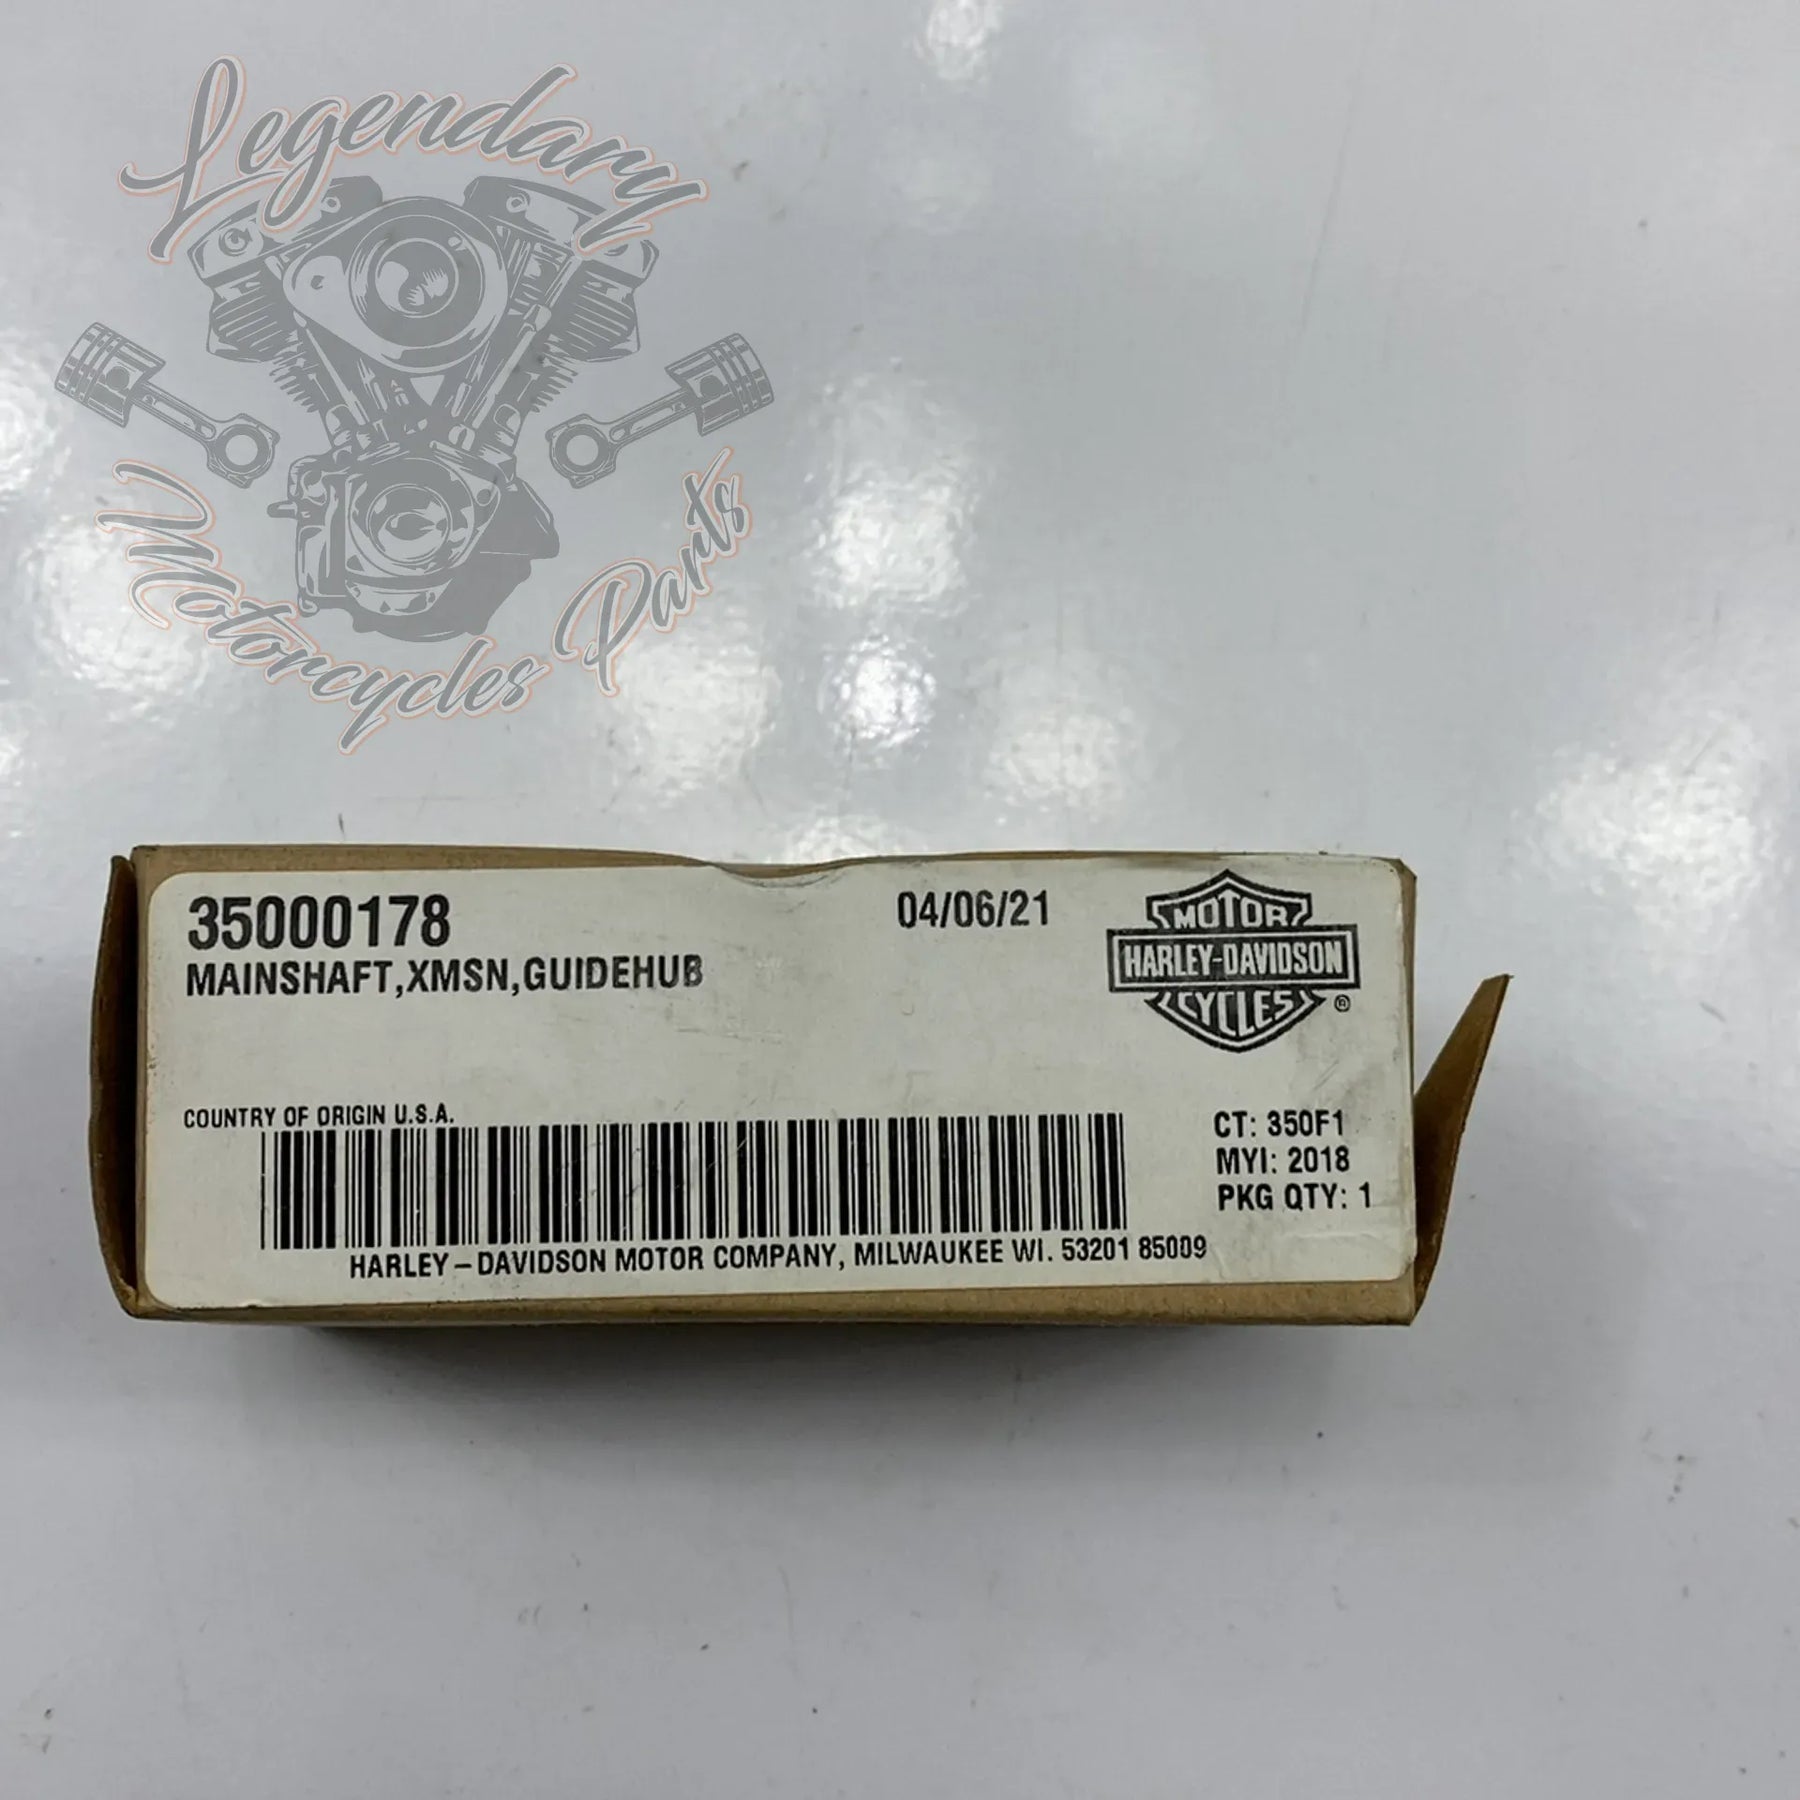 Legendary
Motorcycles Parts
35000178
04/06/21
MAINSHAFT,XMSN,GUIDEHUB
MOTOR
HARLEY-DAVIDSON
CYCLES
®
COUNTRY OF ORIGIN U.S.A.
CT: 350F1
MYI: 2018
PKG QTY: 1
HARLEY–DAVIDSON MOTOR COMPANY, MILWAUKEE WI. 53201 85009